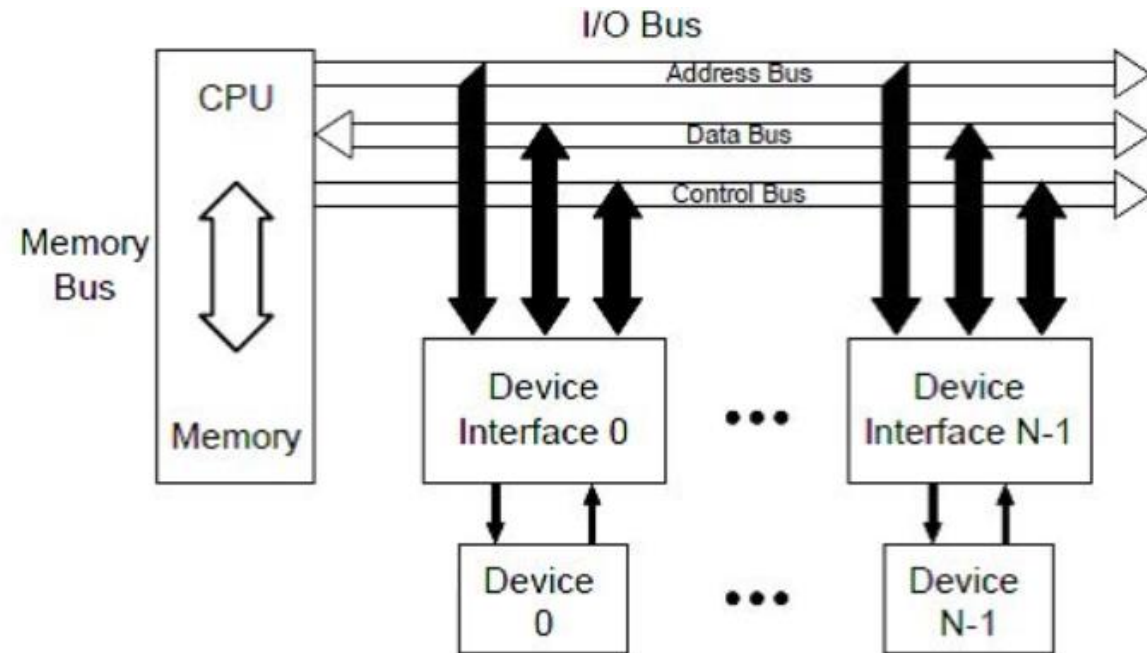 I/O Bus
Address Bus
CPU
Data Bus
Control Bus
Memory
Bus
Memory
Device
Interface 0
Device
Interface N-1
Device
0
Device
N-1